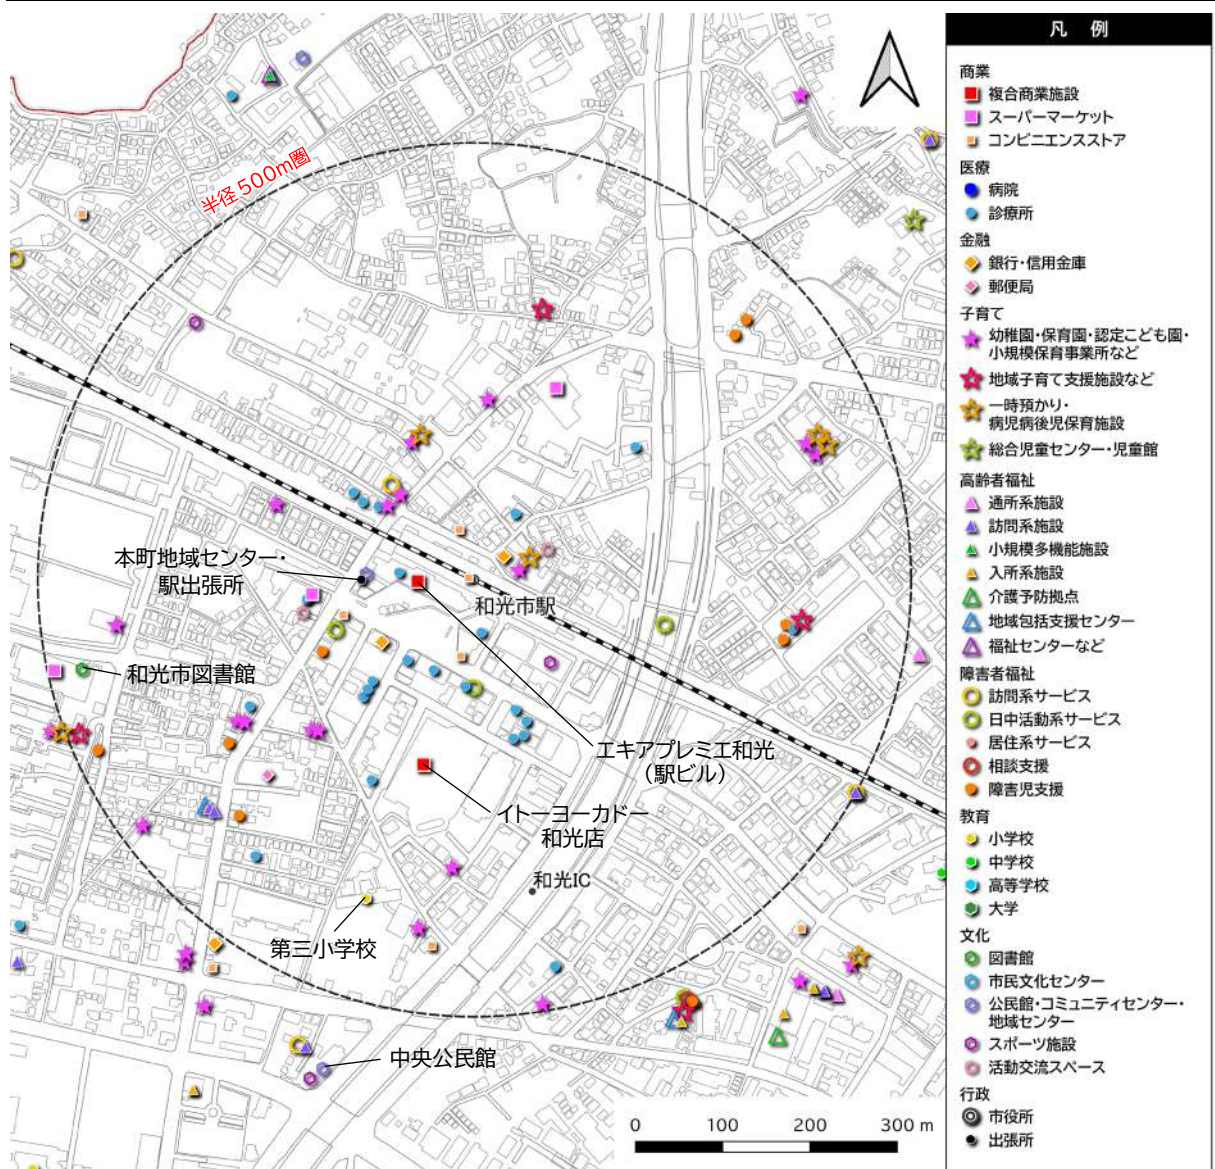 半径500m圏
本町地域センター・
駅出張所
和光市駅
和光市図書館
エキアプレミエ和光
(駅ビル)
イトーヨーカドー
和光店
和光IC
第三小学校
中央公民館
0 100 200 300 m
凡 例
商業
複合商業施設
スーパーマーケット
コンビニエンスストア
医療
病院
診療所
金融
銀行・信用金庫
郵便局
子育て
幼稚園・保育園・認定こども園・
小規模保育事業所など
地域子育て支援施設など
一時預かり・
病児病後児保育施設
総合児童センター・児童館
高齢者福祉
通所系施設
訪問系施設
小規模多機能施設
入所系施設
介護予防拠点
地域包括支援センター
福祉センターなど
障害者福祉
訪問系サービス
日中活動系サービス
居住系サービス
相談支援
障害児支援
教育
小学校
中学校
高等学校
大学
文化
図書館
市民文化センター
公民館・コミュニティセンター・
地域センター
スポーツ施設
活動交流スペース
行政
市役所
出張所